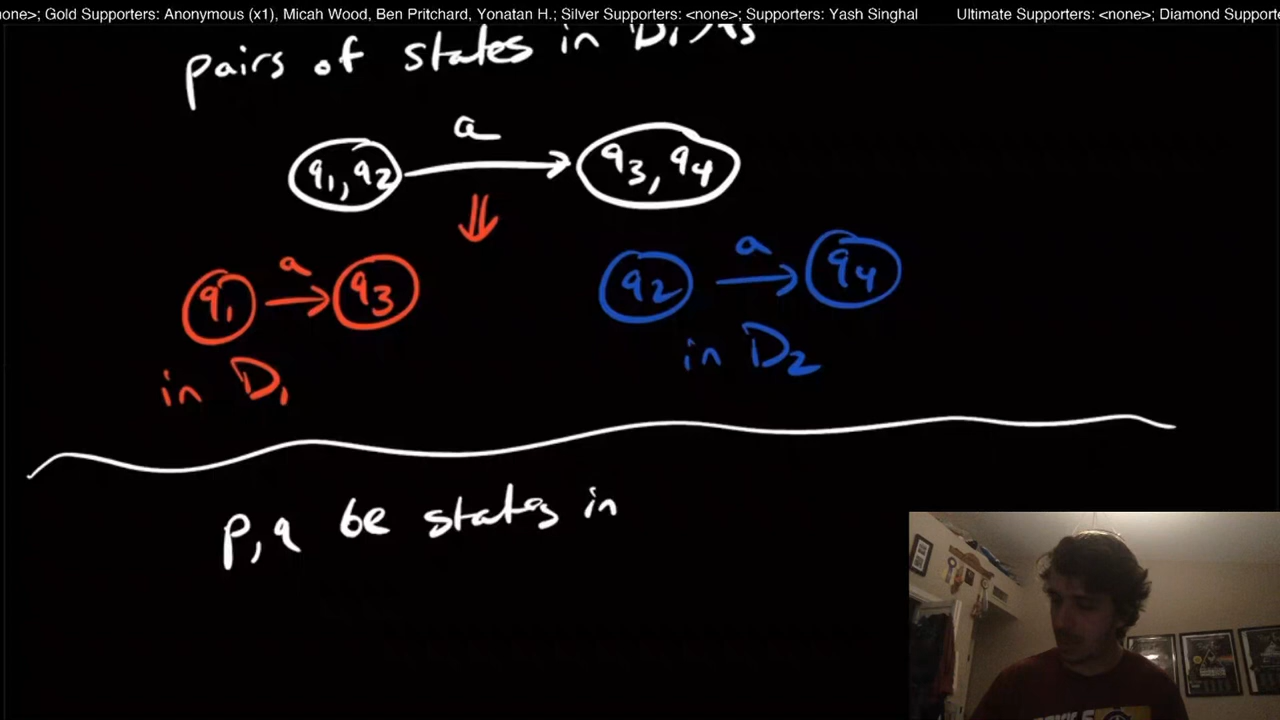 none>; Gold Supporters: Anonymous (x1), Micah Wood, Ben Pritchard, Yonatan H.; Silver Supporters: <none>; Supporters: Yash Singhal Ultimate Supporters: <none>; Diamond Supporte
pairs of states in D₁,
a
q₁, q₂ q₃, q₄
⇓
q₁ a q₃ q₂ a q₄
in D₁ in D₂
p, q be states in